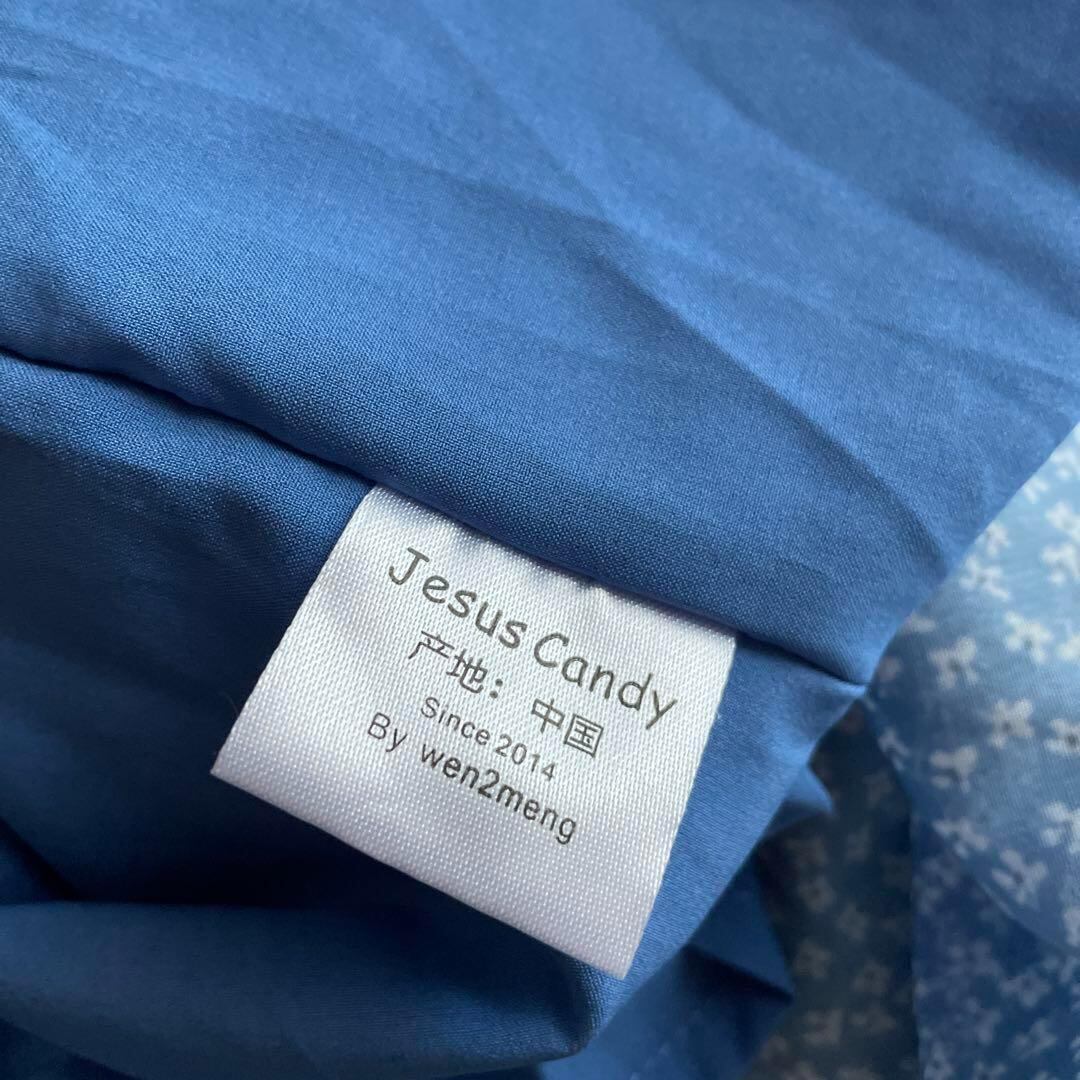 Jesus Candy
产地：中国
Since 2014
By wen2meng